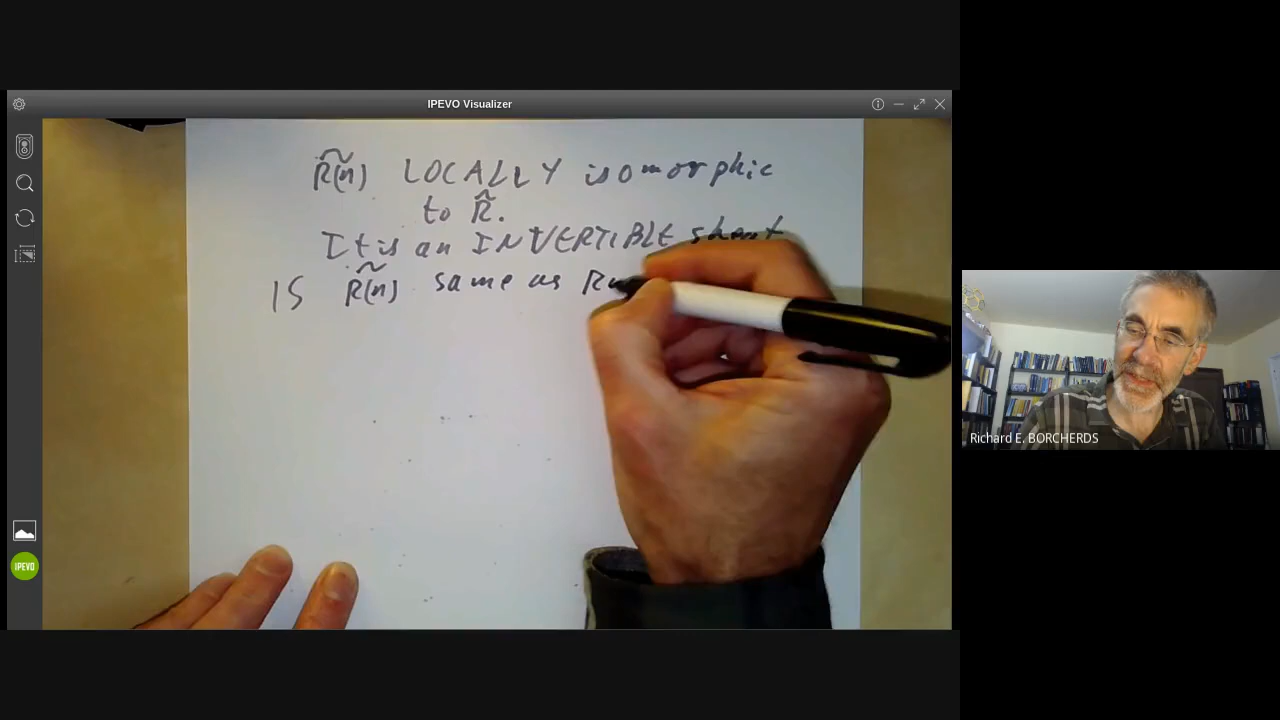 IPEVO Visualizer
R̃(n) LOCALLY isomorphic
to R̃.
It is an INVERTIBLE sheaf
IS R̃(n) same as
IPEVO
Richard E. BORCHERDS